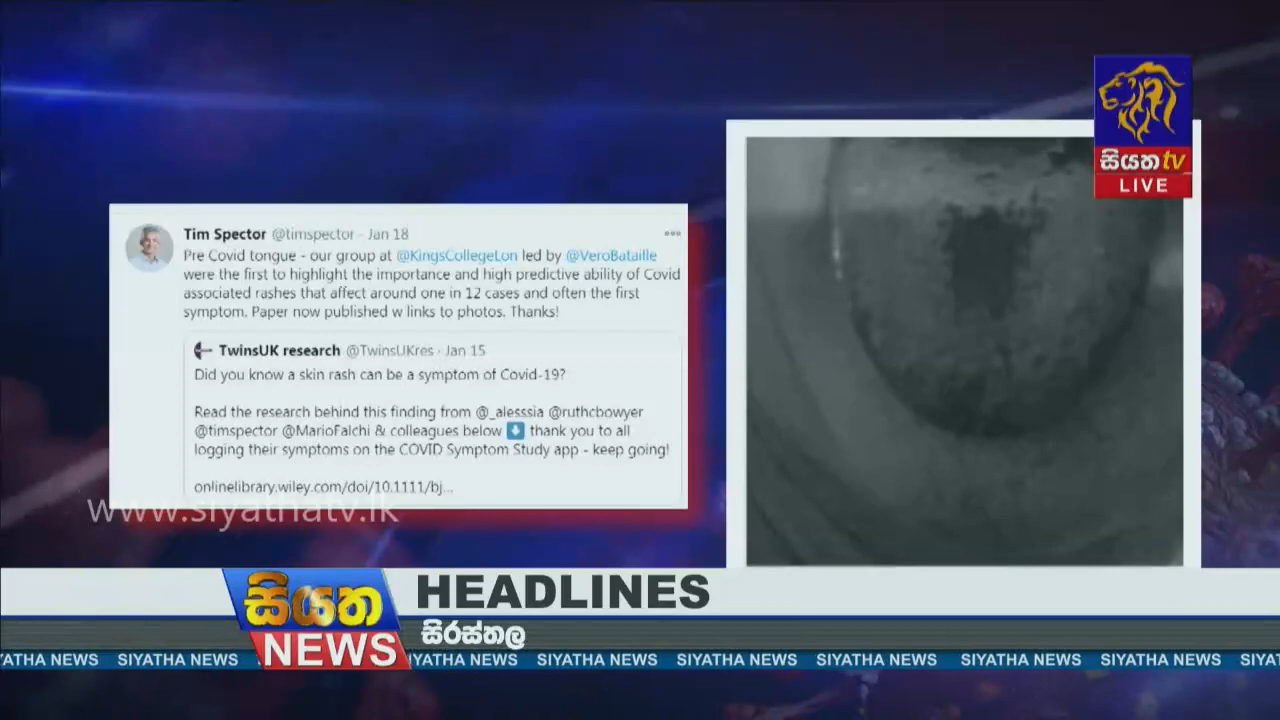 සියත tv
LIVE
Tim Spector @timspector · Jan 18
Pre Covid tongue - our group at @KingsCollegeLon led by @VeroBataille
were the first to highlight the importance and high predictive ability of Covid
associated rashes that affect around one in 12 cases and often the first
symptom. Paper now published w links to photos. Thanks!
TwinsUK research @TwinsUKres · Jan 15
Did you know a skin rash can be a symptom of Covid-19?
Read the research behind this finding from @_alesssia @ruthcbowyer
@timspector @MarioFalchi & colleagues below ⬇ thank you to all
logging their symptoms on the COVID Symptom Study app - keep going!
onlinelibrary.wiley.com/doi/10.1111/bj...
www.siyathatv.lk
සියත
NEWS
HEADLINES
සිරස්තල
YATHA NEWS SIYATHA NEWS IYATHA NEWS SIYATHA NEWS SIYATHA NEWS SIYATHA NEWS SIYATHA NEWS SIYATHA NEWS SIYAT